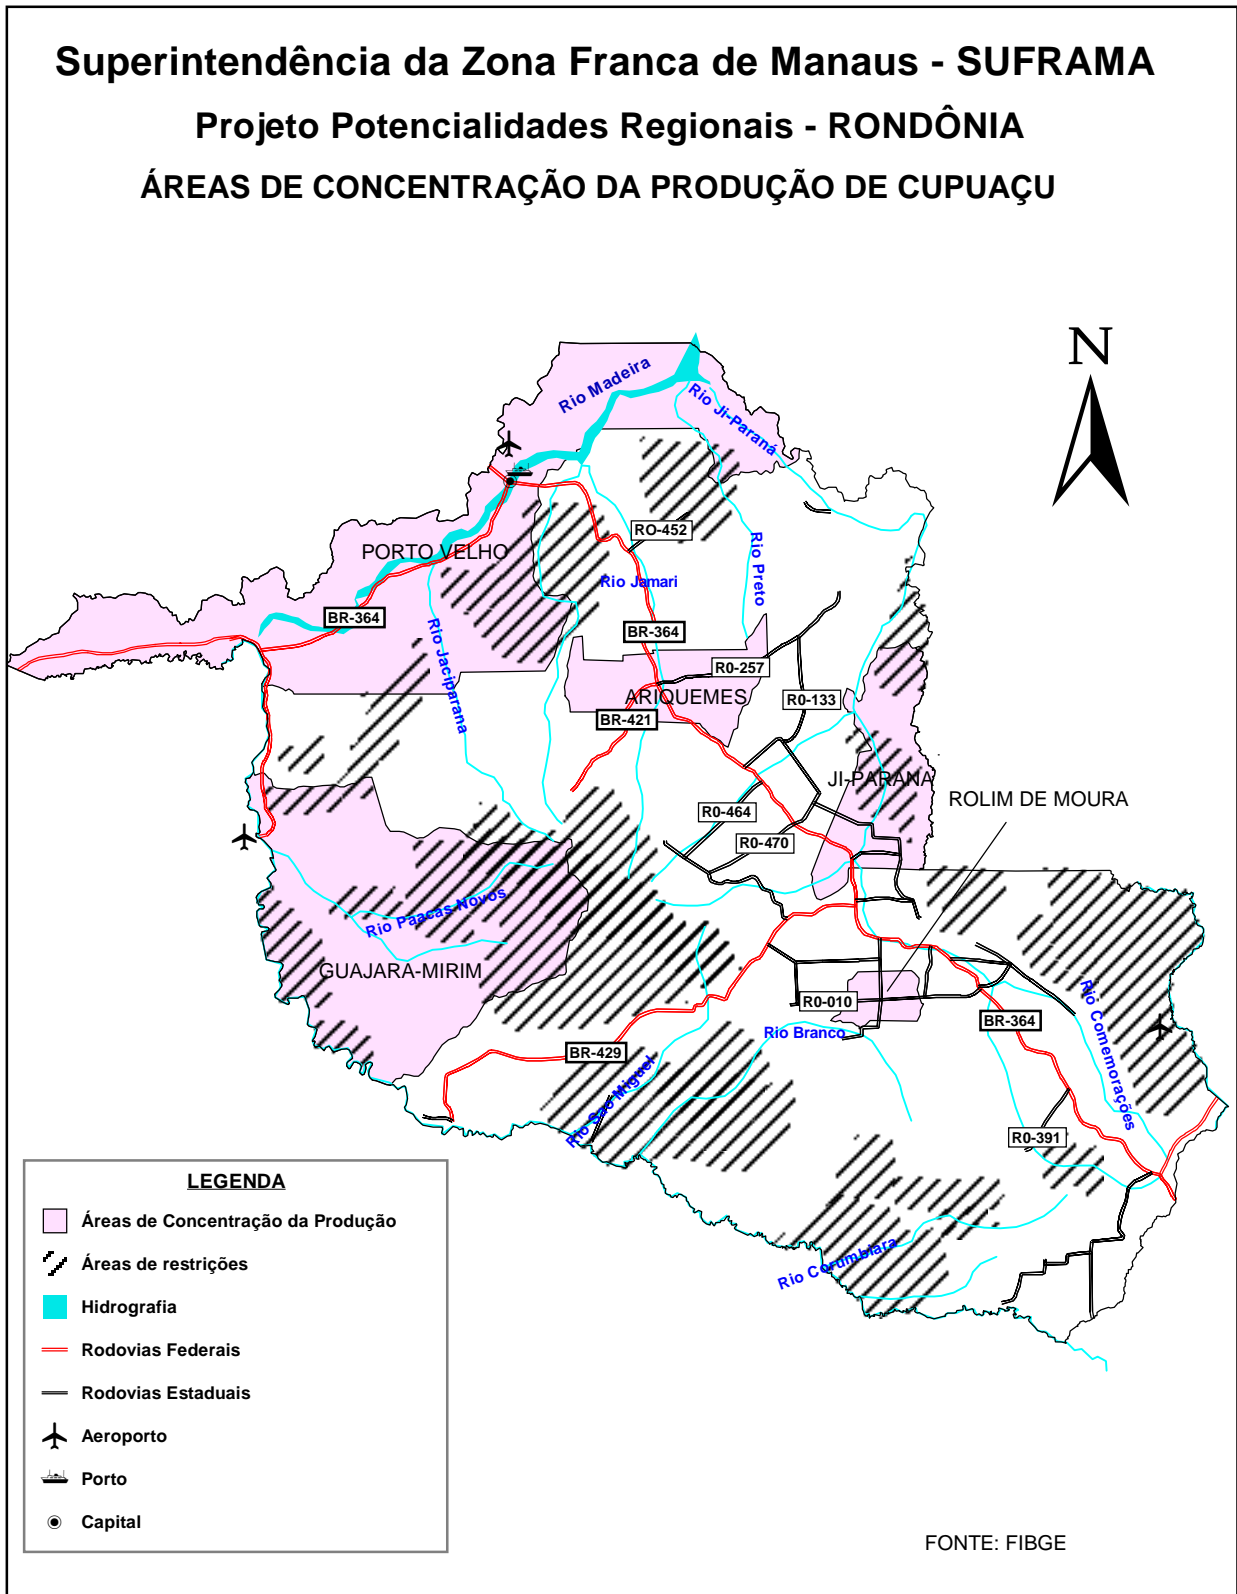 Superintendência da Zona Franca de Manaus - SUFRAMA
Projeto Potencialidades Regionais - RONDÔNIA
ÁREAS DE CONCENTRAÇÃO DA PRODUÇÃO DE CUPUAÇU
N
Rio Madeira
Rio Ji-Paraná
RO-452
PORTO VELHO
Rio Preto
Rio Jamari
BR-364
BR-364
Rio Jaciparana
R0-257
ARIQUEMES
R0-133
BR-421
JI-PARANA
ROLIM DE MOURA
R0-464
R0-470
Rio Paacas Novos
GUAJARA-MIRIM
R0-010
BR-364
Rio Branco
Rio Comemorações
BR-429
Rio Sao Miguel
R0-391
Rio Corumbiara
LEGENDA
Áreas de Concentração da Produção
Áreas de restrições
Hidrografia
Rodovias Federais
Rodovias Estaduais
Aeroporto
Porto
Capital
FONTE: FIBGE